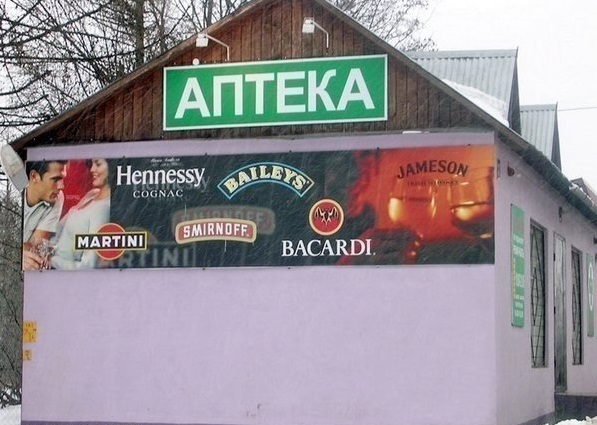 АПТЕКА
Hennessy
COGNAC
BAILEYS
JAMESON
MARTINI
SMIRNOFF
BACARDI